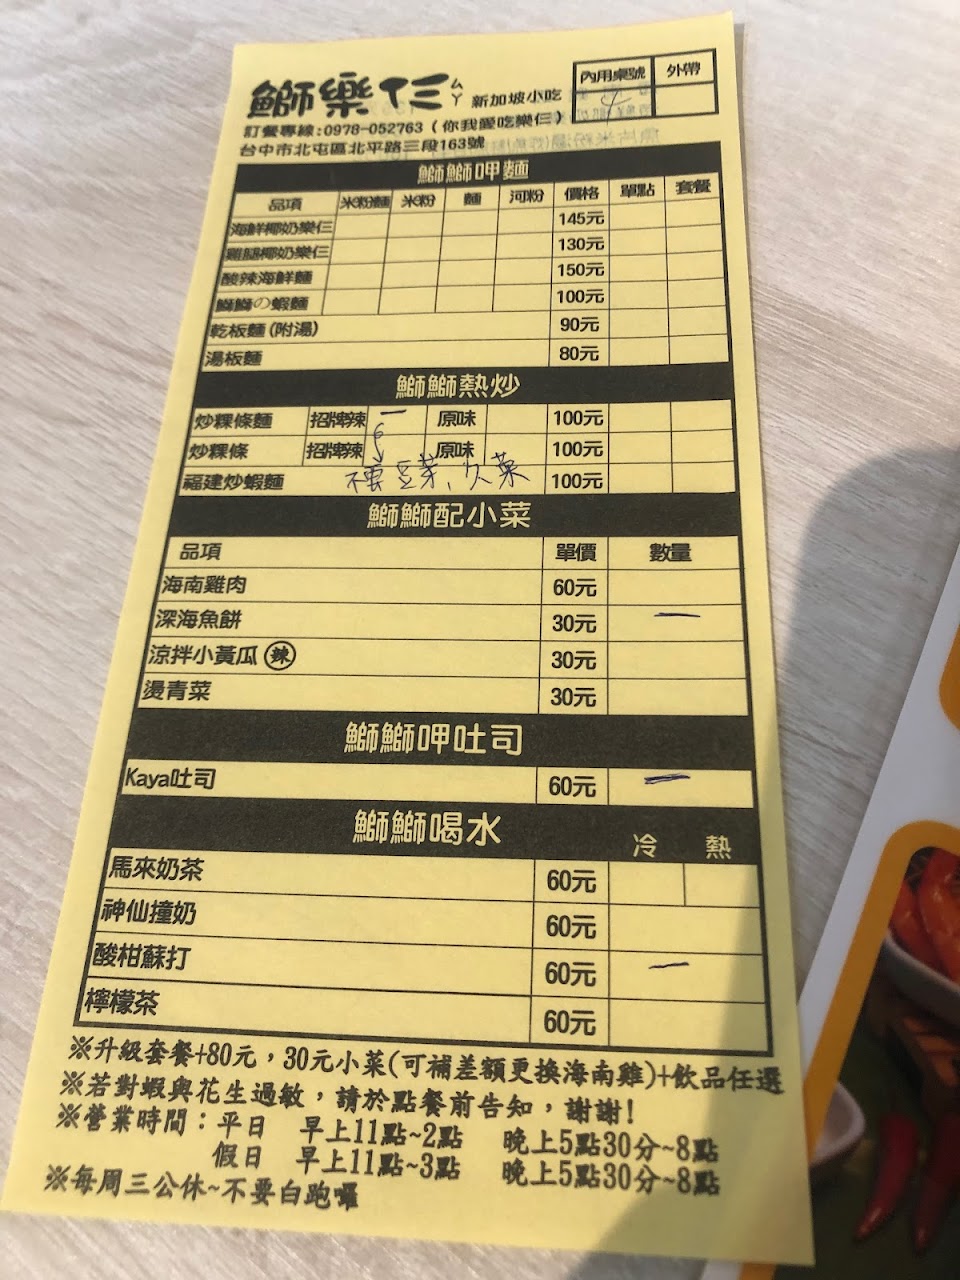 鰤樂仨 ㄙㄚ 新加坡小吃 內用桌號 外帶
4
訂餐專線:0978-052763 (你我愛吃樂仨)
台中市北屯區北平路三段163號
鰤鰤呷麵
品項 米粉麵 米粉 麵 河粉 價格 單點 套餐
海鮮椰奶樂仨 145元
雞腿椰奶樂仨 130元
酸辣海鮮麵 150元
鰤鰤の蝦麵 100元
乾板麵(附湯) 90元
湯板麵 80元
鰤鰤熱炒
炒粿條麵 招牌辣 一 原味 100元
炒粿條 招牌辣 原味 100元
福建炒蝦麵 不要豆芽、久菜 100元
鰤鰤配小菜
品項 單價 數量
海南雞肉 60元
深海魚餅 30元 一
涼拌小黃瓜 辣 30元
燙青菜 30元
鰤鰤呷吐司
Kaya吐司 60元 一
鰤鰤喝水 冷 熱
馬來奶茶 60元
神仙撞奶 60元
酸柑蘇打 60元 一
檸檬茶 60元
※升級套餐+80元，30元小菜(可補差額更換海南雞)+飲品任選
※若對蝦與花生過敏，請於點餐前告知，謝謝!
※營業時間：平日 早上11點~2點 晚上5點30分~8點
假日 早上11點~3點 晚上5點30分~8點
※每周三公休~不要白跑囉